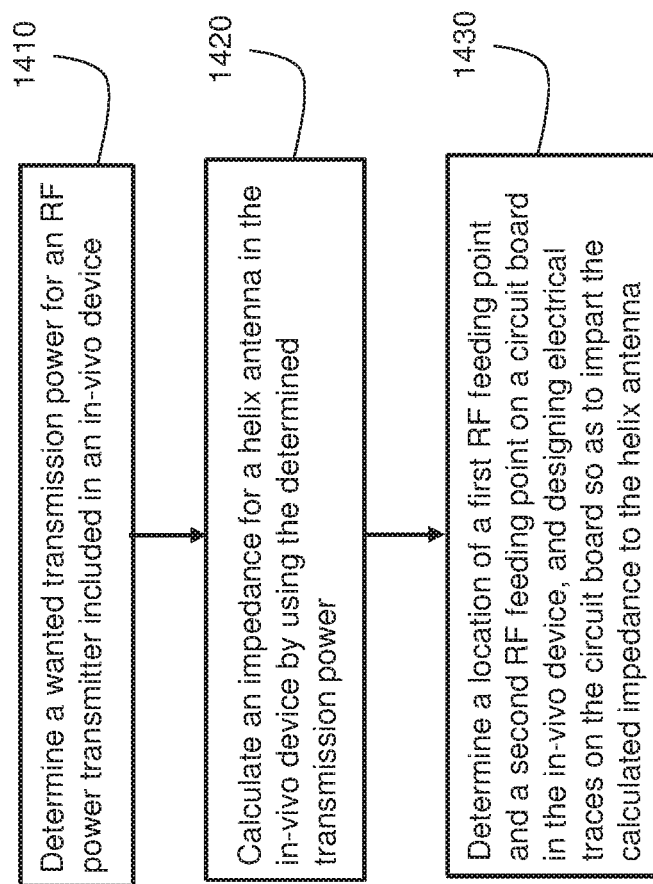 Determine a wanted transmission power for an RF
power transmitter included in an in-vivo device
1410
Calculate an impedance for a helix antenna in the
in-vivo device by using the determined
transmission power
1420
Determine a location of a first RF feeding point
and a second RF feeding point on a circuit board
in the in-vivo device, and designing electrical
traces on the circuit board so as to impart the
calculated impedance to the helix antenna
1430